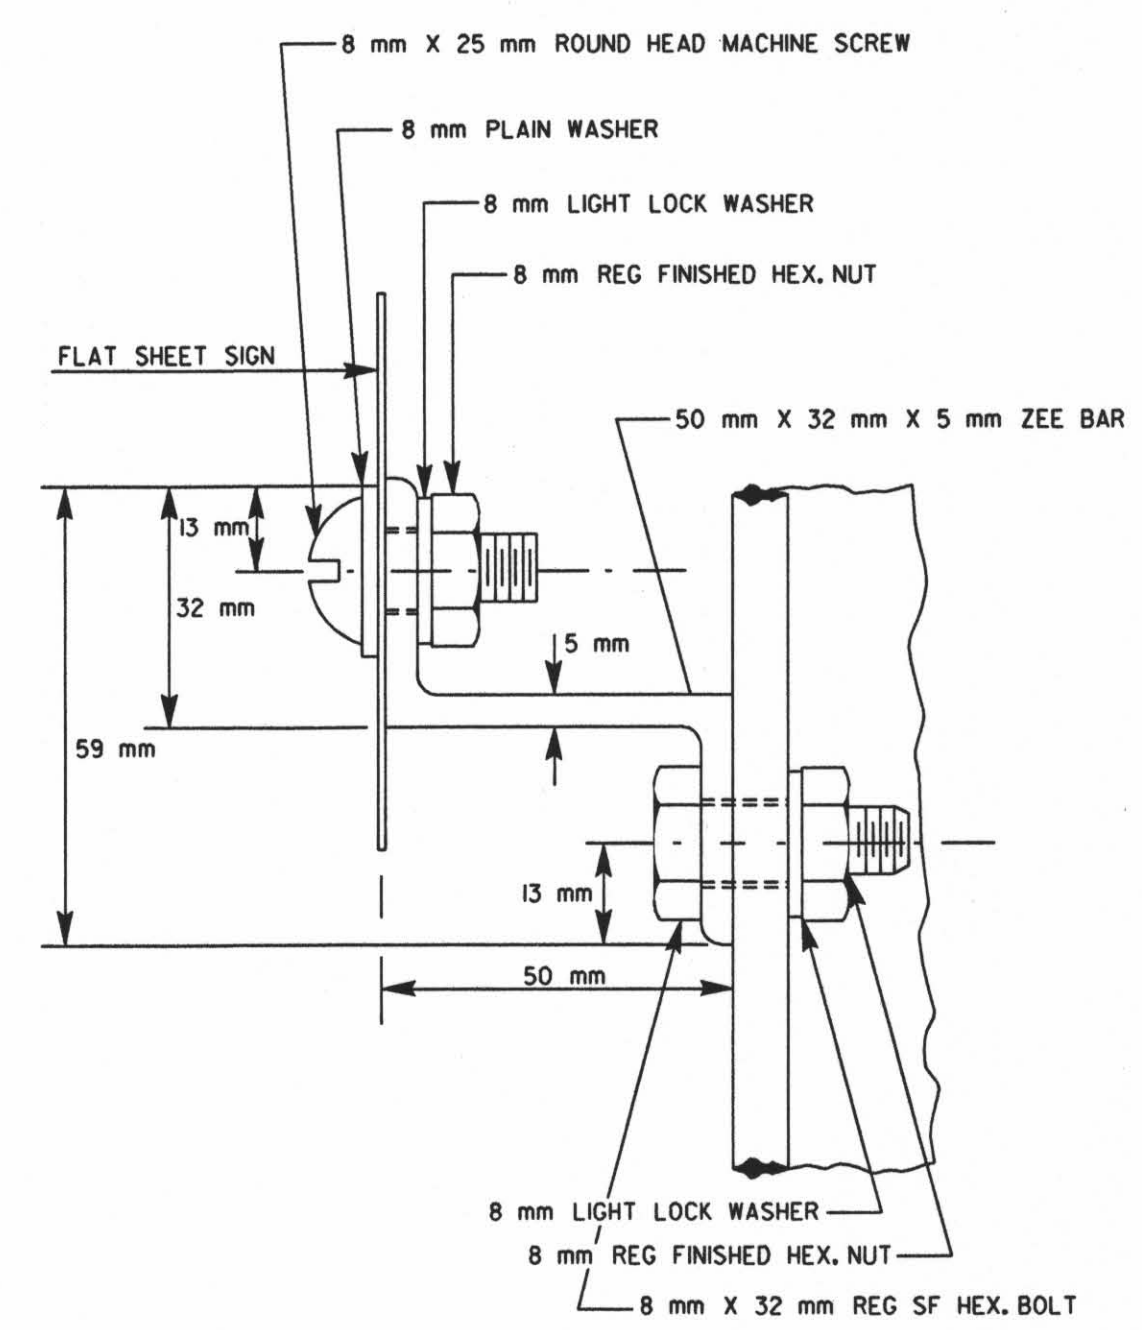 8 mm X 25 mm ROUND HEAD MACHINE SCREW
8 mm PLAIN WASHER
8 mm LIGHT LOCK WASHER
8 mm REG FINISHED HEX. NUT
FLAT SHEET SIGN
50 mm X 32 mm X 5 mm ZEE BAR
13 mm
32 mm
5 mm
59 mm
13 mm
50 mm
8 mm LIGHT LOCK WASHER
8 mm REG FINISHED HEX. NUT
8 mm X 32 mm REG SF HEX. BOLT